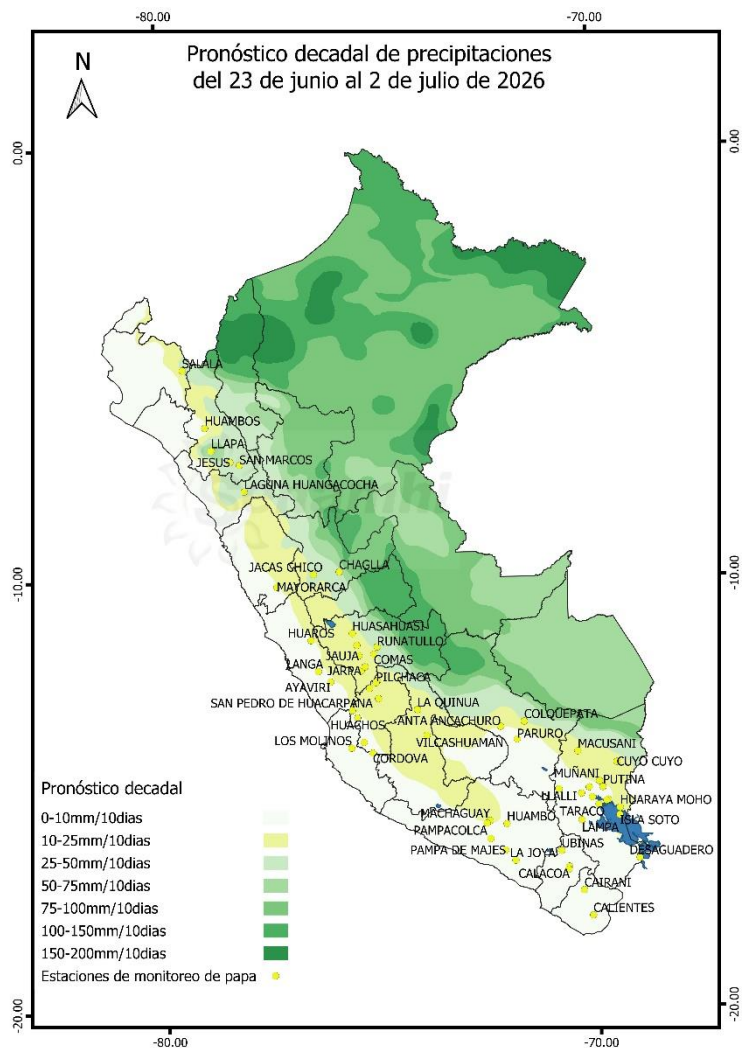 -80.00
-70.00
Pronóstico decadal de precipitaciones
del 23 de junio al 2 de julio de 2026
N
0.00
0.00
SALALA
HUAMBOS
LLAPA
JESUS
SAN MARCOS
LAGUNA HUANGACOCHA
-10.00
-10.00
JACAS CHICO
CHAGLLA
MAYORARCA
HUASAHUASI
HUAROS
RUNATULLO
JAUJA
COMAS
LANGA
JARPA
PILCHACA
AYAVIRI
SAN PEDRO DE HUACARPANA
LA QUINUA
HUACHOS
ANTA ANCACHURO
COLQUEPATA
LOS MOLINOS
VILCASHUAMAN
PARURO
CORDOVA
MACUSANI
CUYO CUYO
MUÑANI
PUTINA
LLALLI
HUARAYA MOHO
MACHAGUAY
HUAMBO
TARACO
ISLA SOTO
PAMPACOLCA
LAMPA
PAMPA DE MAJES
LA JOYA
UBINAS
DESAGUADERO
CALACOA
CAIRANI
CALIENTES
Pronóstico decadal
0-10mm/10dias
10-25mm/10dias
25-50mm/10dias
50-75mm/10dias
75-100mm/10dias
100-150mm/10dias
150-200mm/10dias
Estaciones de monitoreo de papa
-20.00
-20.00
-80.00
-70.00